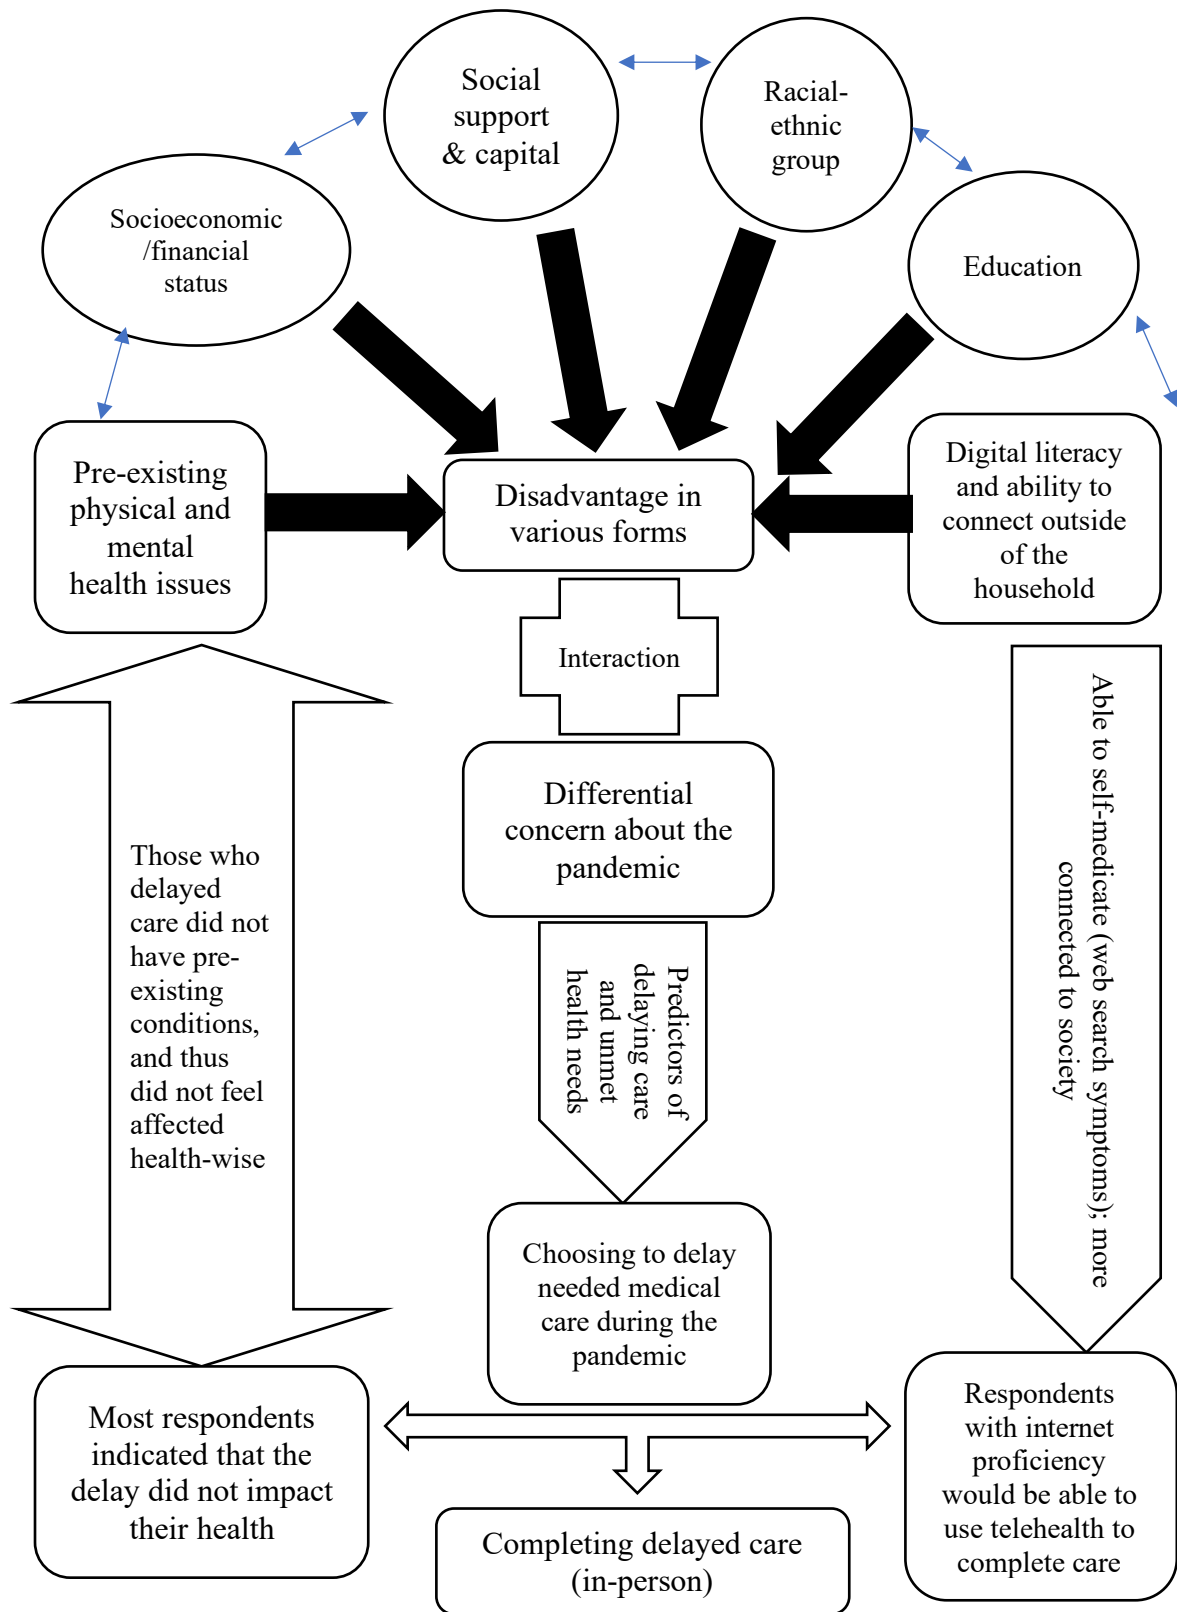 Social
support
& capital
Racial-
ethnic
group
Socioeconomic
/financial
status
Education
Pre-existing
physical and
mental
health issues
Disadvantage in
various forms
Digital literacy
and ability to
connect outside
of the
household
Interaction
Differential
concern about the
pandemic
Those who
delayed
care did not
have pre-
existing
conditions,
and thus
did not feel
affected
health-wise
Predictors of
delaying care
and unmet
health needs
Able to self-medicate (web search symptoms); more
connected to society
Choosing to delay
needed medical
care during the
pandemic
Most respondents
indicated that the
delay did not impact
their health
Respondents
with internet
proficiency
would be able to
use telehealth to
complete care
Completing delayed care
(in-person)